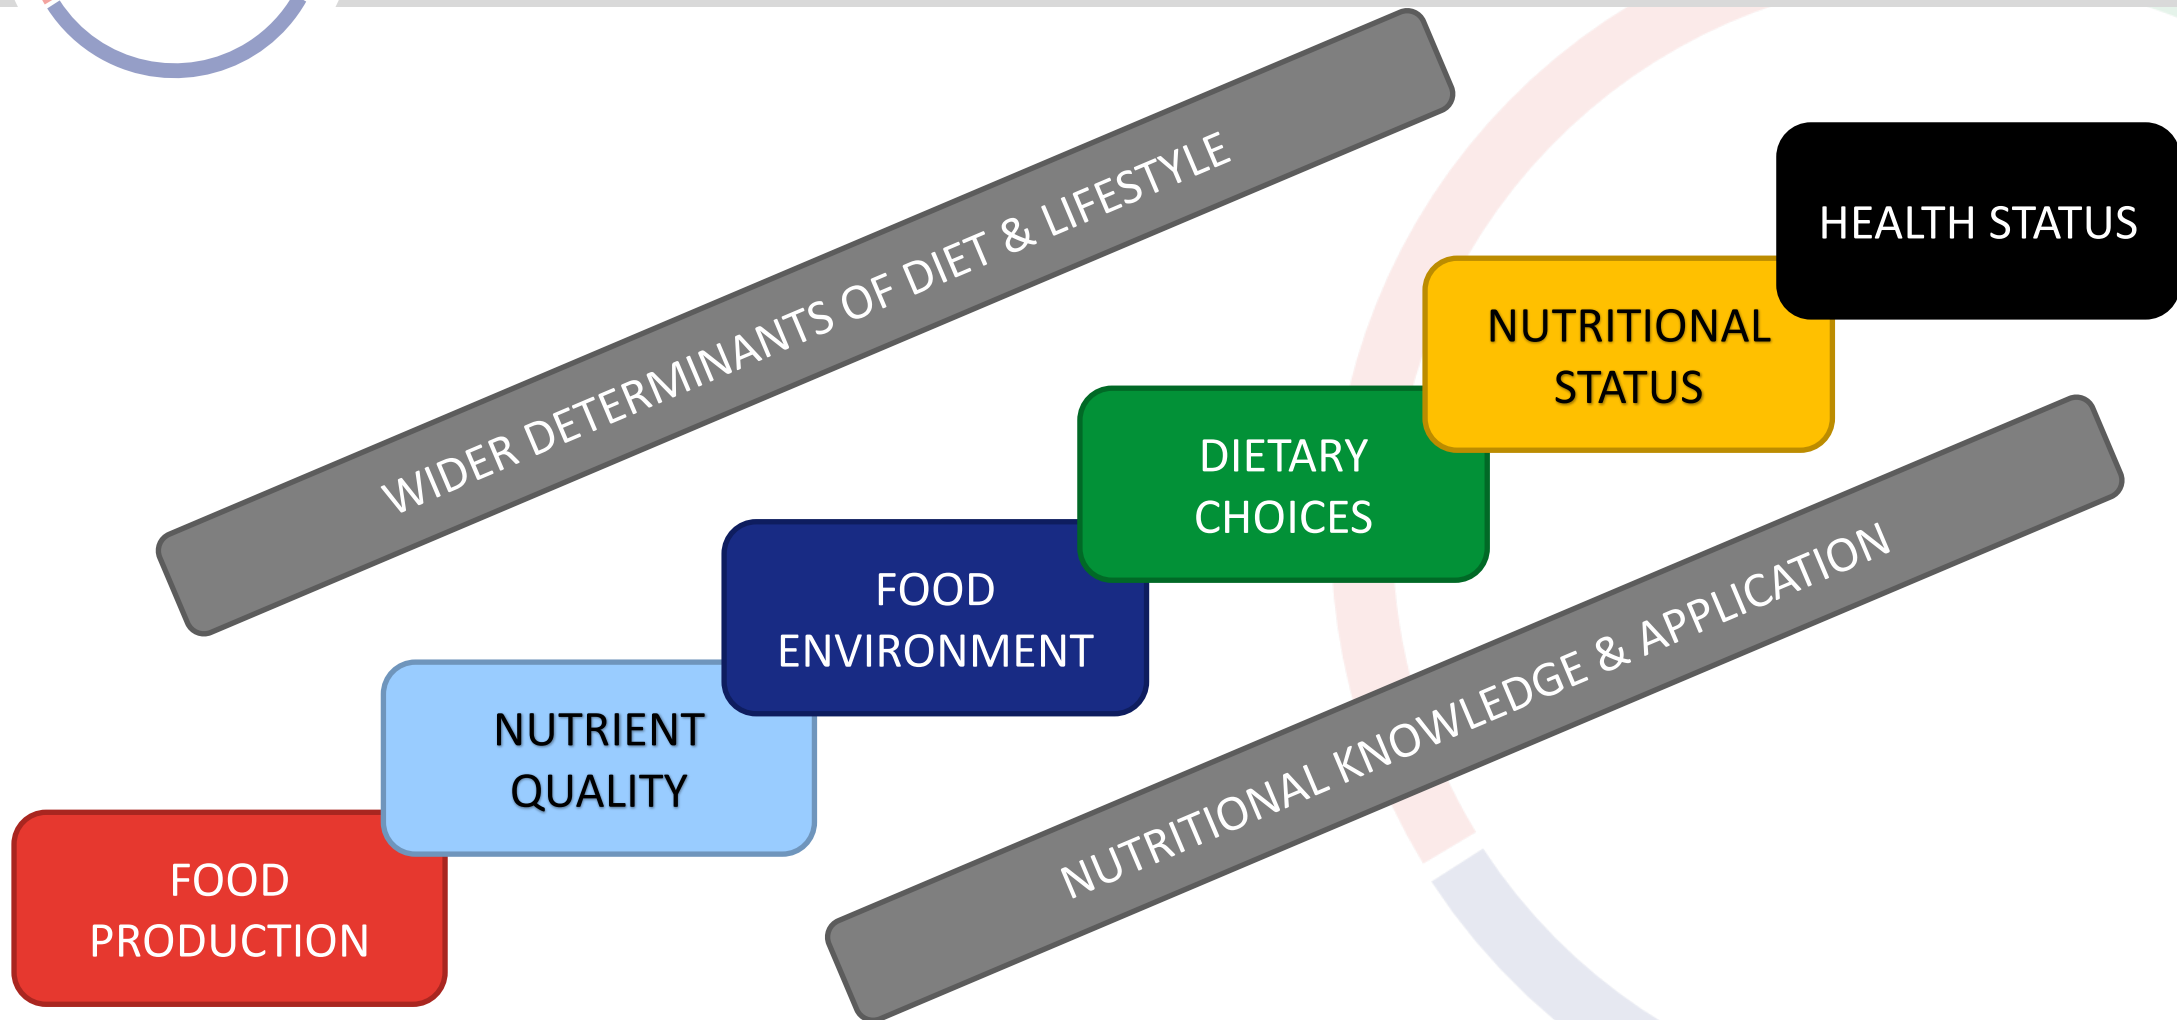 WIDER DETERMINANTS OF DIET & LIFESTYLE
HEALTH STATUS
NUTRITIONAL
STATUS
DIETARY
CHOICES
FOOD
ENVIRONMENT
NUTRIENT
QUALITY
FOOD
PRODUCTION
NUTRITIONAL KNOWLEDGE & APPLICATION